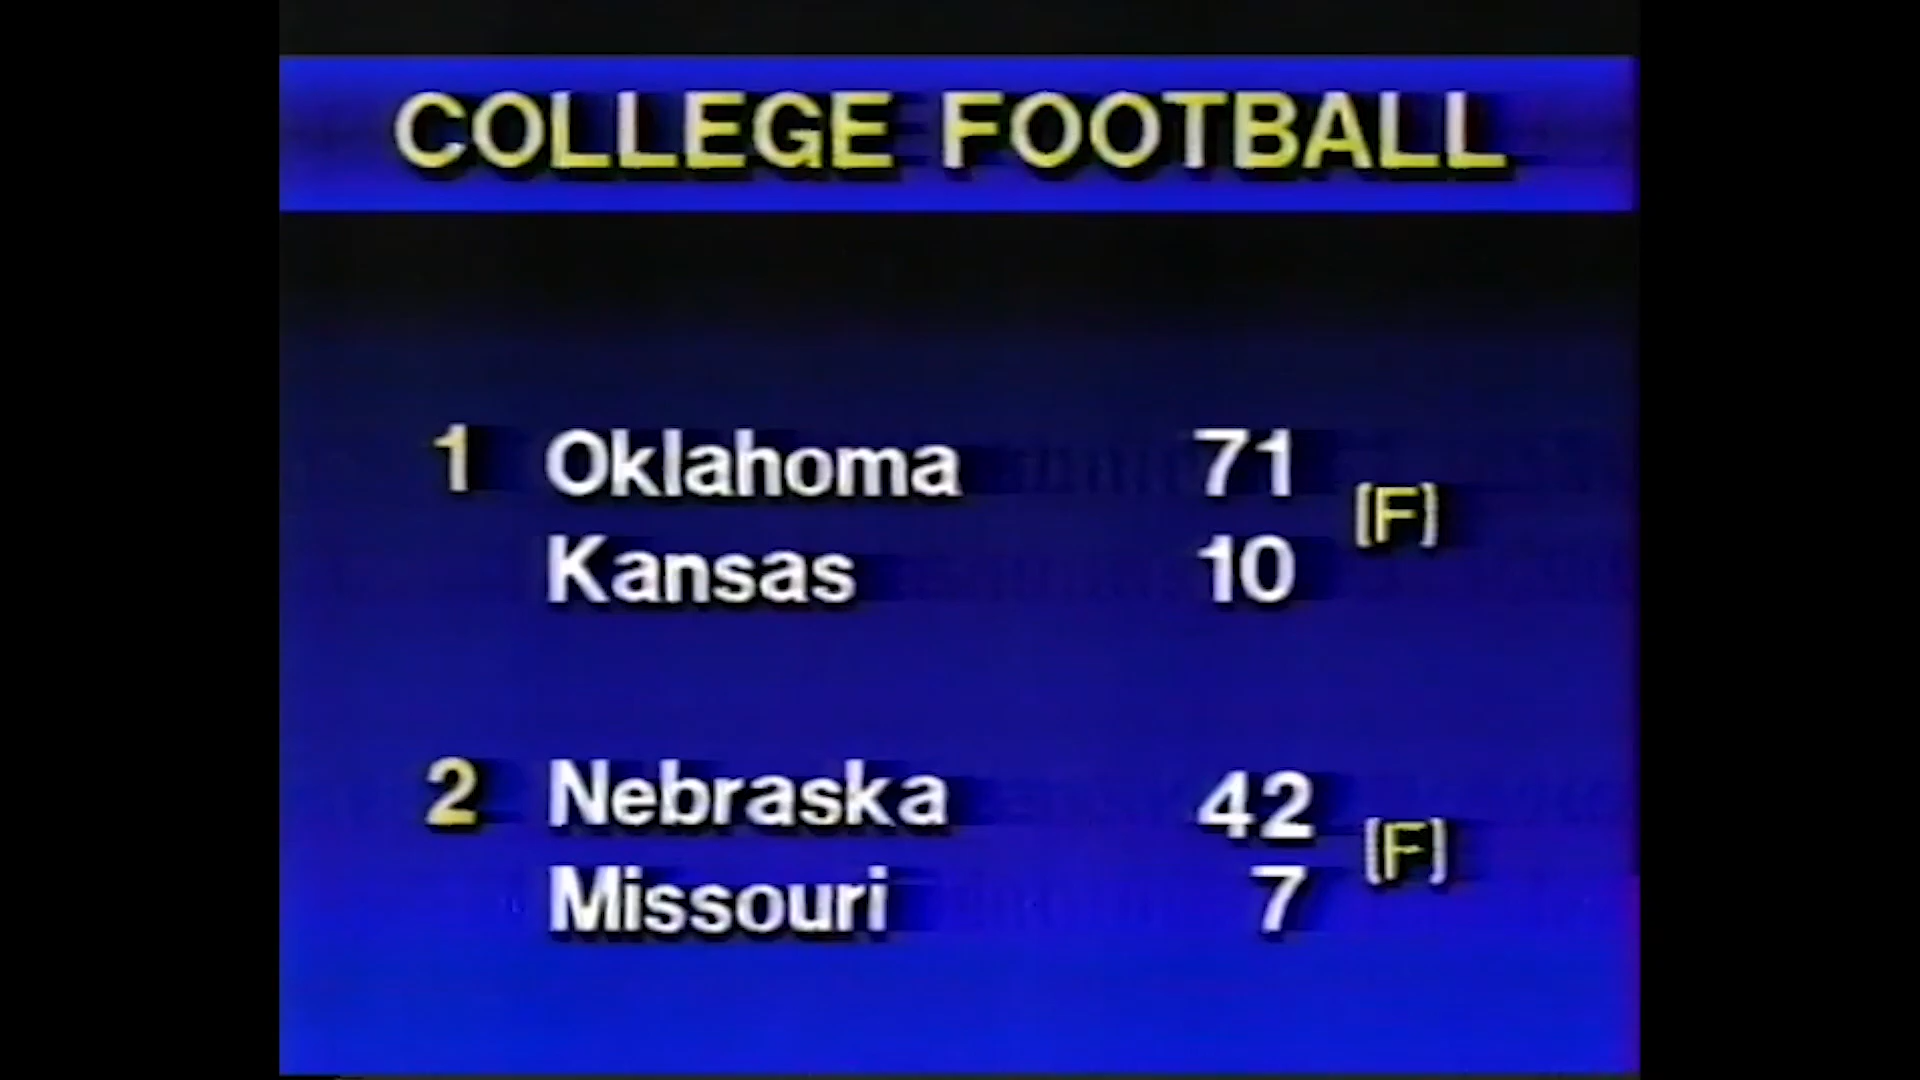 COLLEGE FOOTBALL
1 Oklahoma 71
(F)
Kansas 10
2 Nebraska 42
(F)
Missouri 7